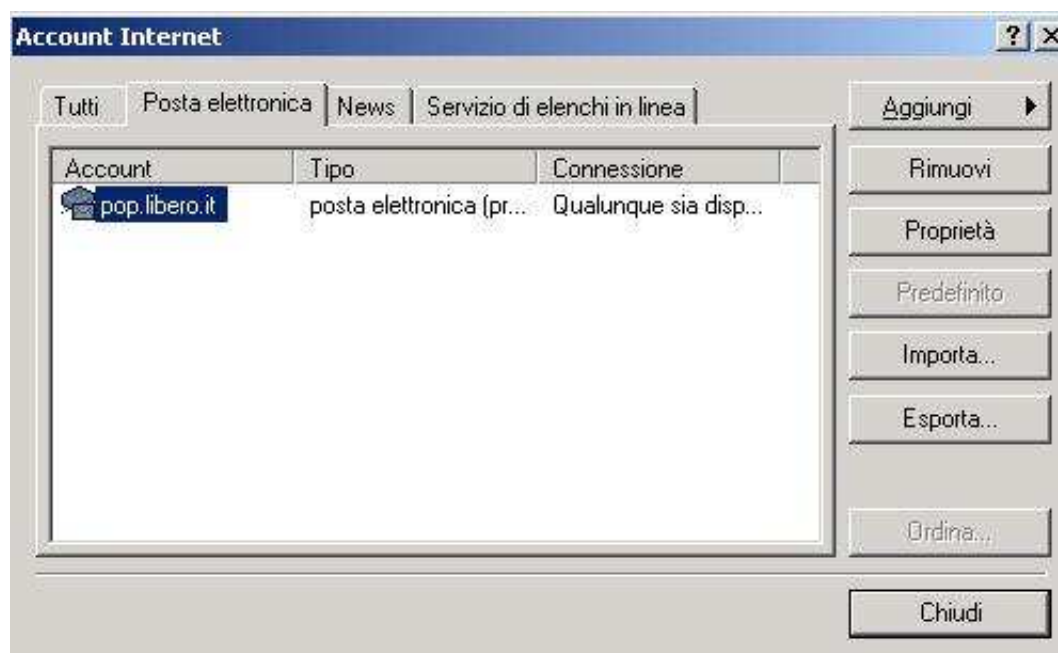 Account Internet
Tutti Posta elettronica News Servizio di elenchi in linea
Account Tipo Connessione
pop.libero.it posta elettronica (pr... Qualunque sia disp...
Aggiungi
Rimuovi
Proprietà
Predefinito
Importa...
Esporta...
Ordina...
Chiudi